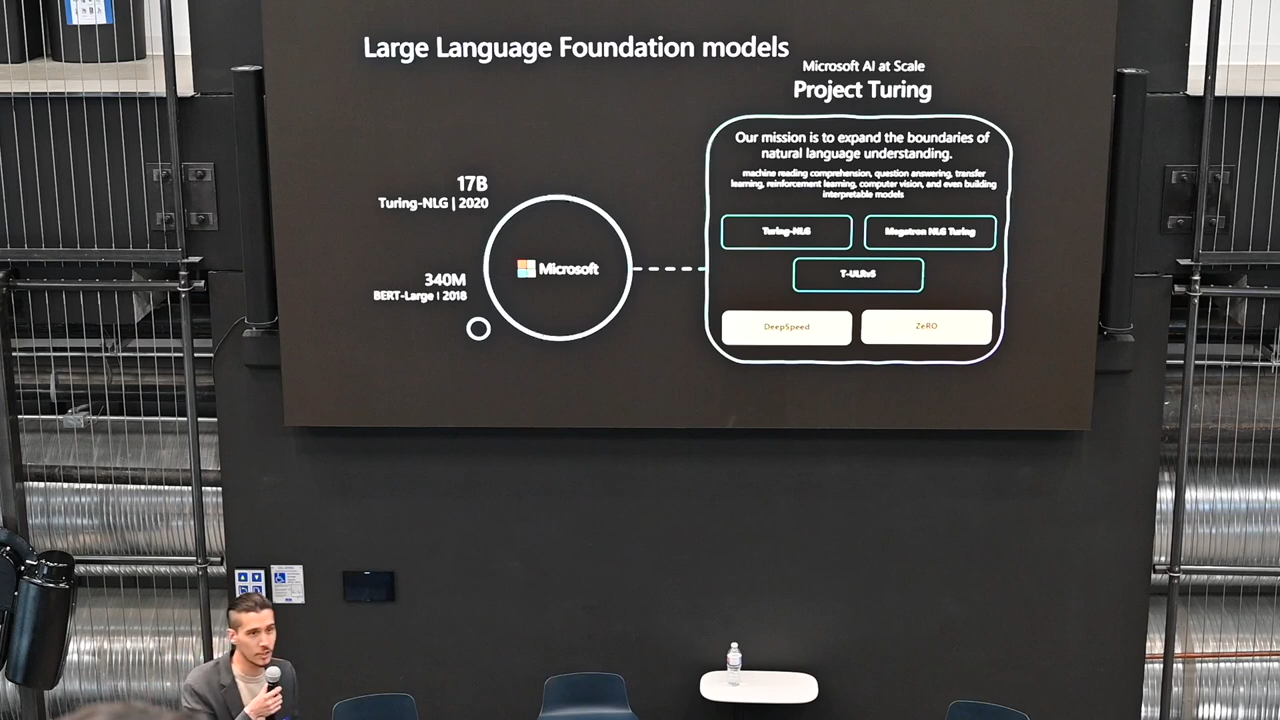 Large Language Foundation models
Microsoft AI at Scale
Project Turing
Our mission is to expand the boundaries of
natural language understanding.
machine reading comprehension, question answering, transfer
learning, reinforcement learning, computer vision, and even building
interpretable models
17B
Turing-NLG | 2020
Microsoft
340M
BERT-Large | 2018
Turing-NLG
Megatron NLG Turing
T-ULRv6
DeepSpeed
ZeRO